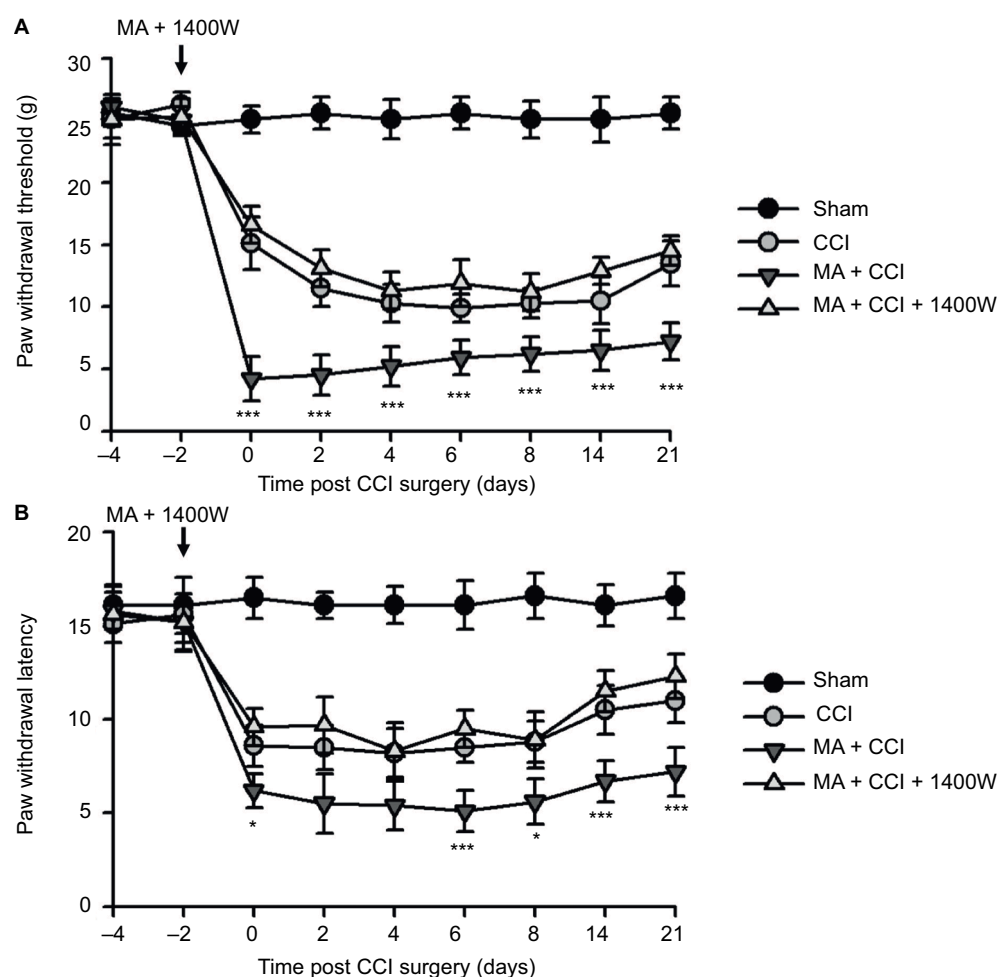 A
MA + 1400W
30
25
20
15
10
5
0
Paw withdrawal threshold (g)
*** *** *** *** *** *** ***
–4 –2 0 2 4 6 8 14 21
Time post CCI surgery (days)
Sham
CCI
MA + CCI
MA + CCI + 1400W
B
MA + 1400W
20
15
10
5
0
Paw withdrawal latency
* *** * *** ***
–4 –2 0 2 4 6 8 14 21
Time post CCI surgery (days)
Sham
CCI
MA + CCI
MA + CCI + 1400W